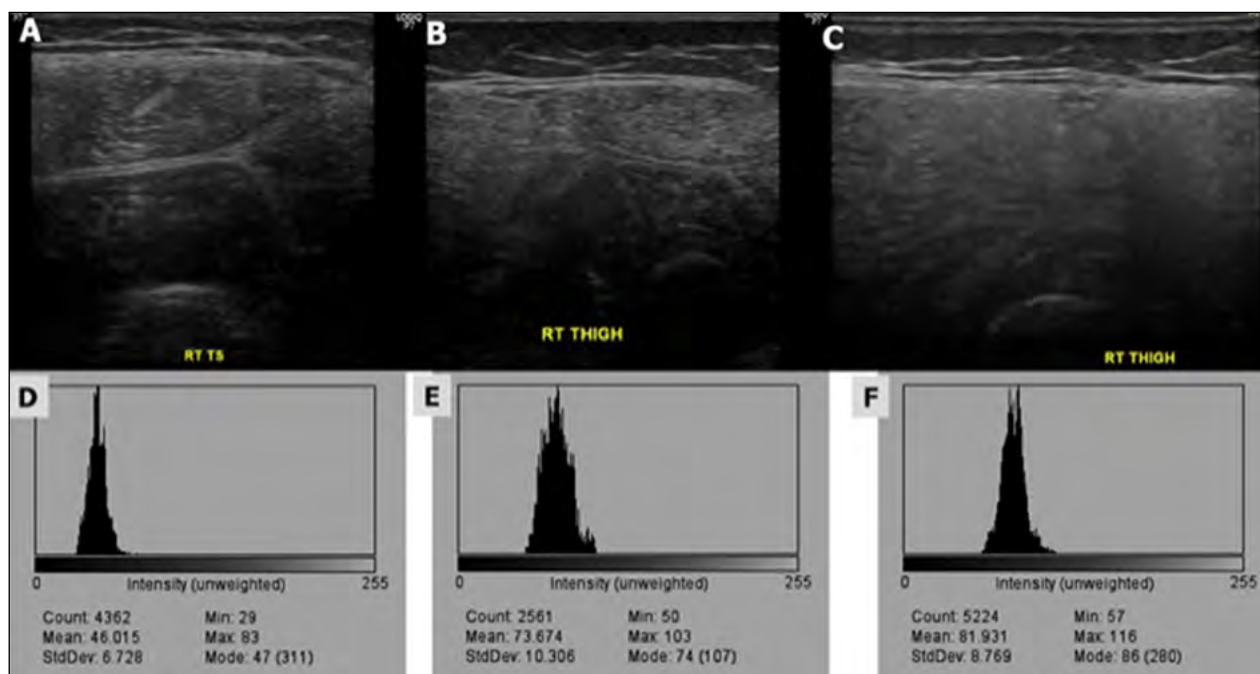 A
B
C
RT TS
RT THIGH
RT THIGH
D
0
Intensity (unweighted)
255
Count: 4362 Min: 29
Mean: 46.015 Max: 83
StdDev: 6.728 Mode: 47 (311)
E
0
Intensity (unweighted)
255
Count: 2561 Min: 50
Mean: 73.674 Max: 103
StdDev: 10.306 Mode: 74 (107)
F
0
Intensity (unweighted)
255
Count: 5224 Min: 57
Mean: 81.931 Max: 116
StdDev: 8.769 Mode: 86 (280)